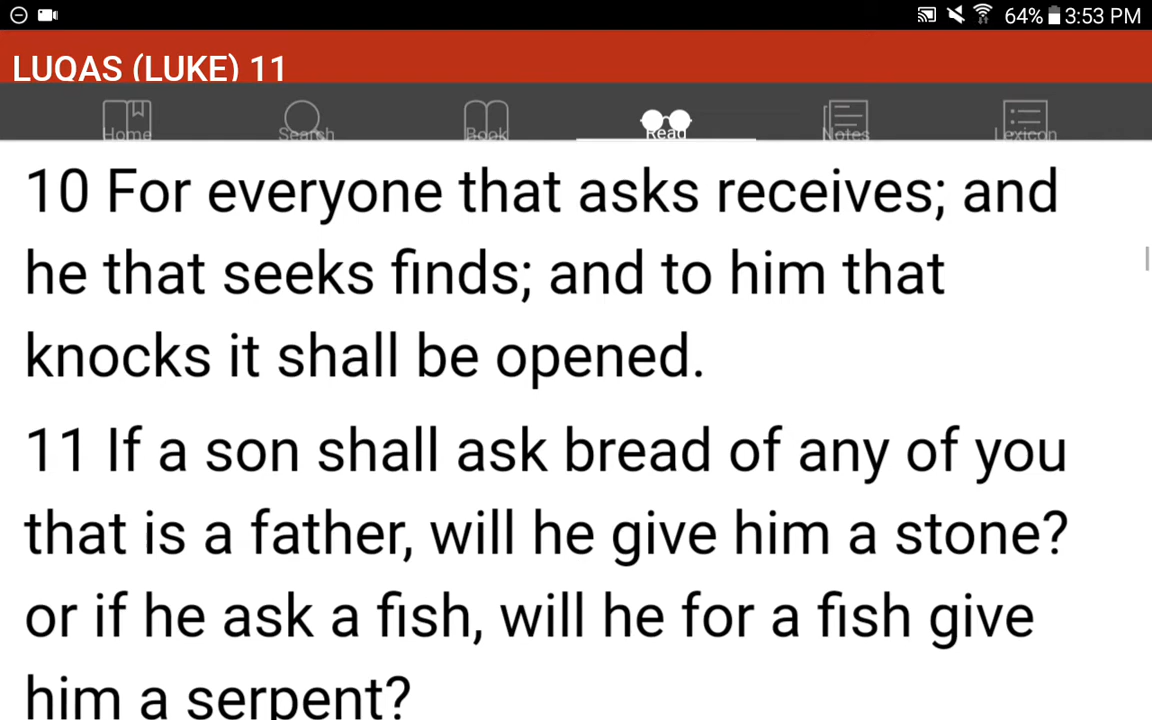 64% 3:53 PM
LUQAS (LUKE) 11
Home Search Book Read Notes Lexicon
10 For everyone that asks receives; and
he that seeks finds; and to him that
knocks it shall be opened.
11 If a son shall ask bread of any of you
that is a father, will he give him a stone?
or if he ask a fish, will he for a fish give
him a serpent?